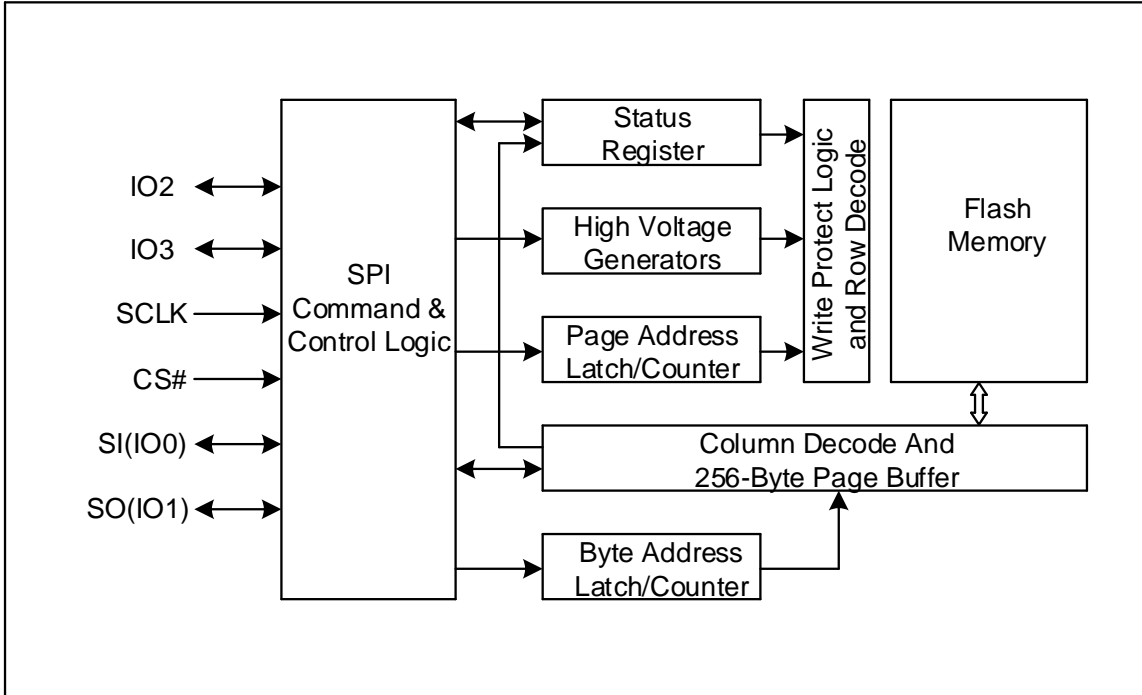 IO2
IO3
SCLK
CS#
SI(IO0)
SO(IO1)
SPI
Command &
Control Logic
Status
Register
High Voltage
Generators
Page Address
Latch/Counter
Write Protect Logic
and Row Decode
Flash
Memory
Column Decode And
256-Byte Page Buffer
Byte Address
Latch/Counter